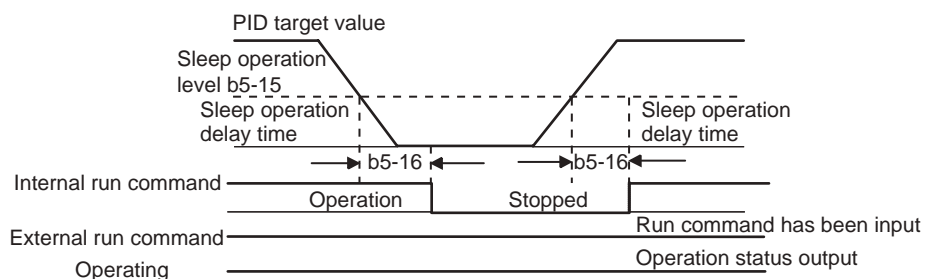 PID target value
Sleep operation
level b5-15
Sleep operation
delay time
Sleep operation
delay time
b5-16
b5-16
Internal run command
Operation
Stopped
Run command has been input
External run command
Operation status output
Operating